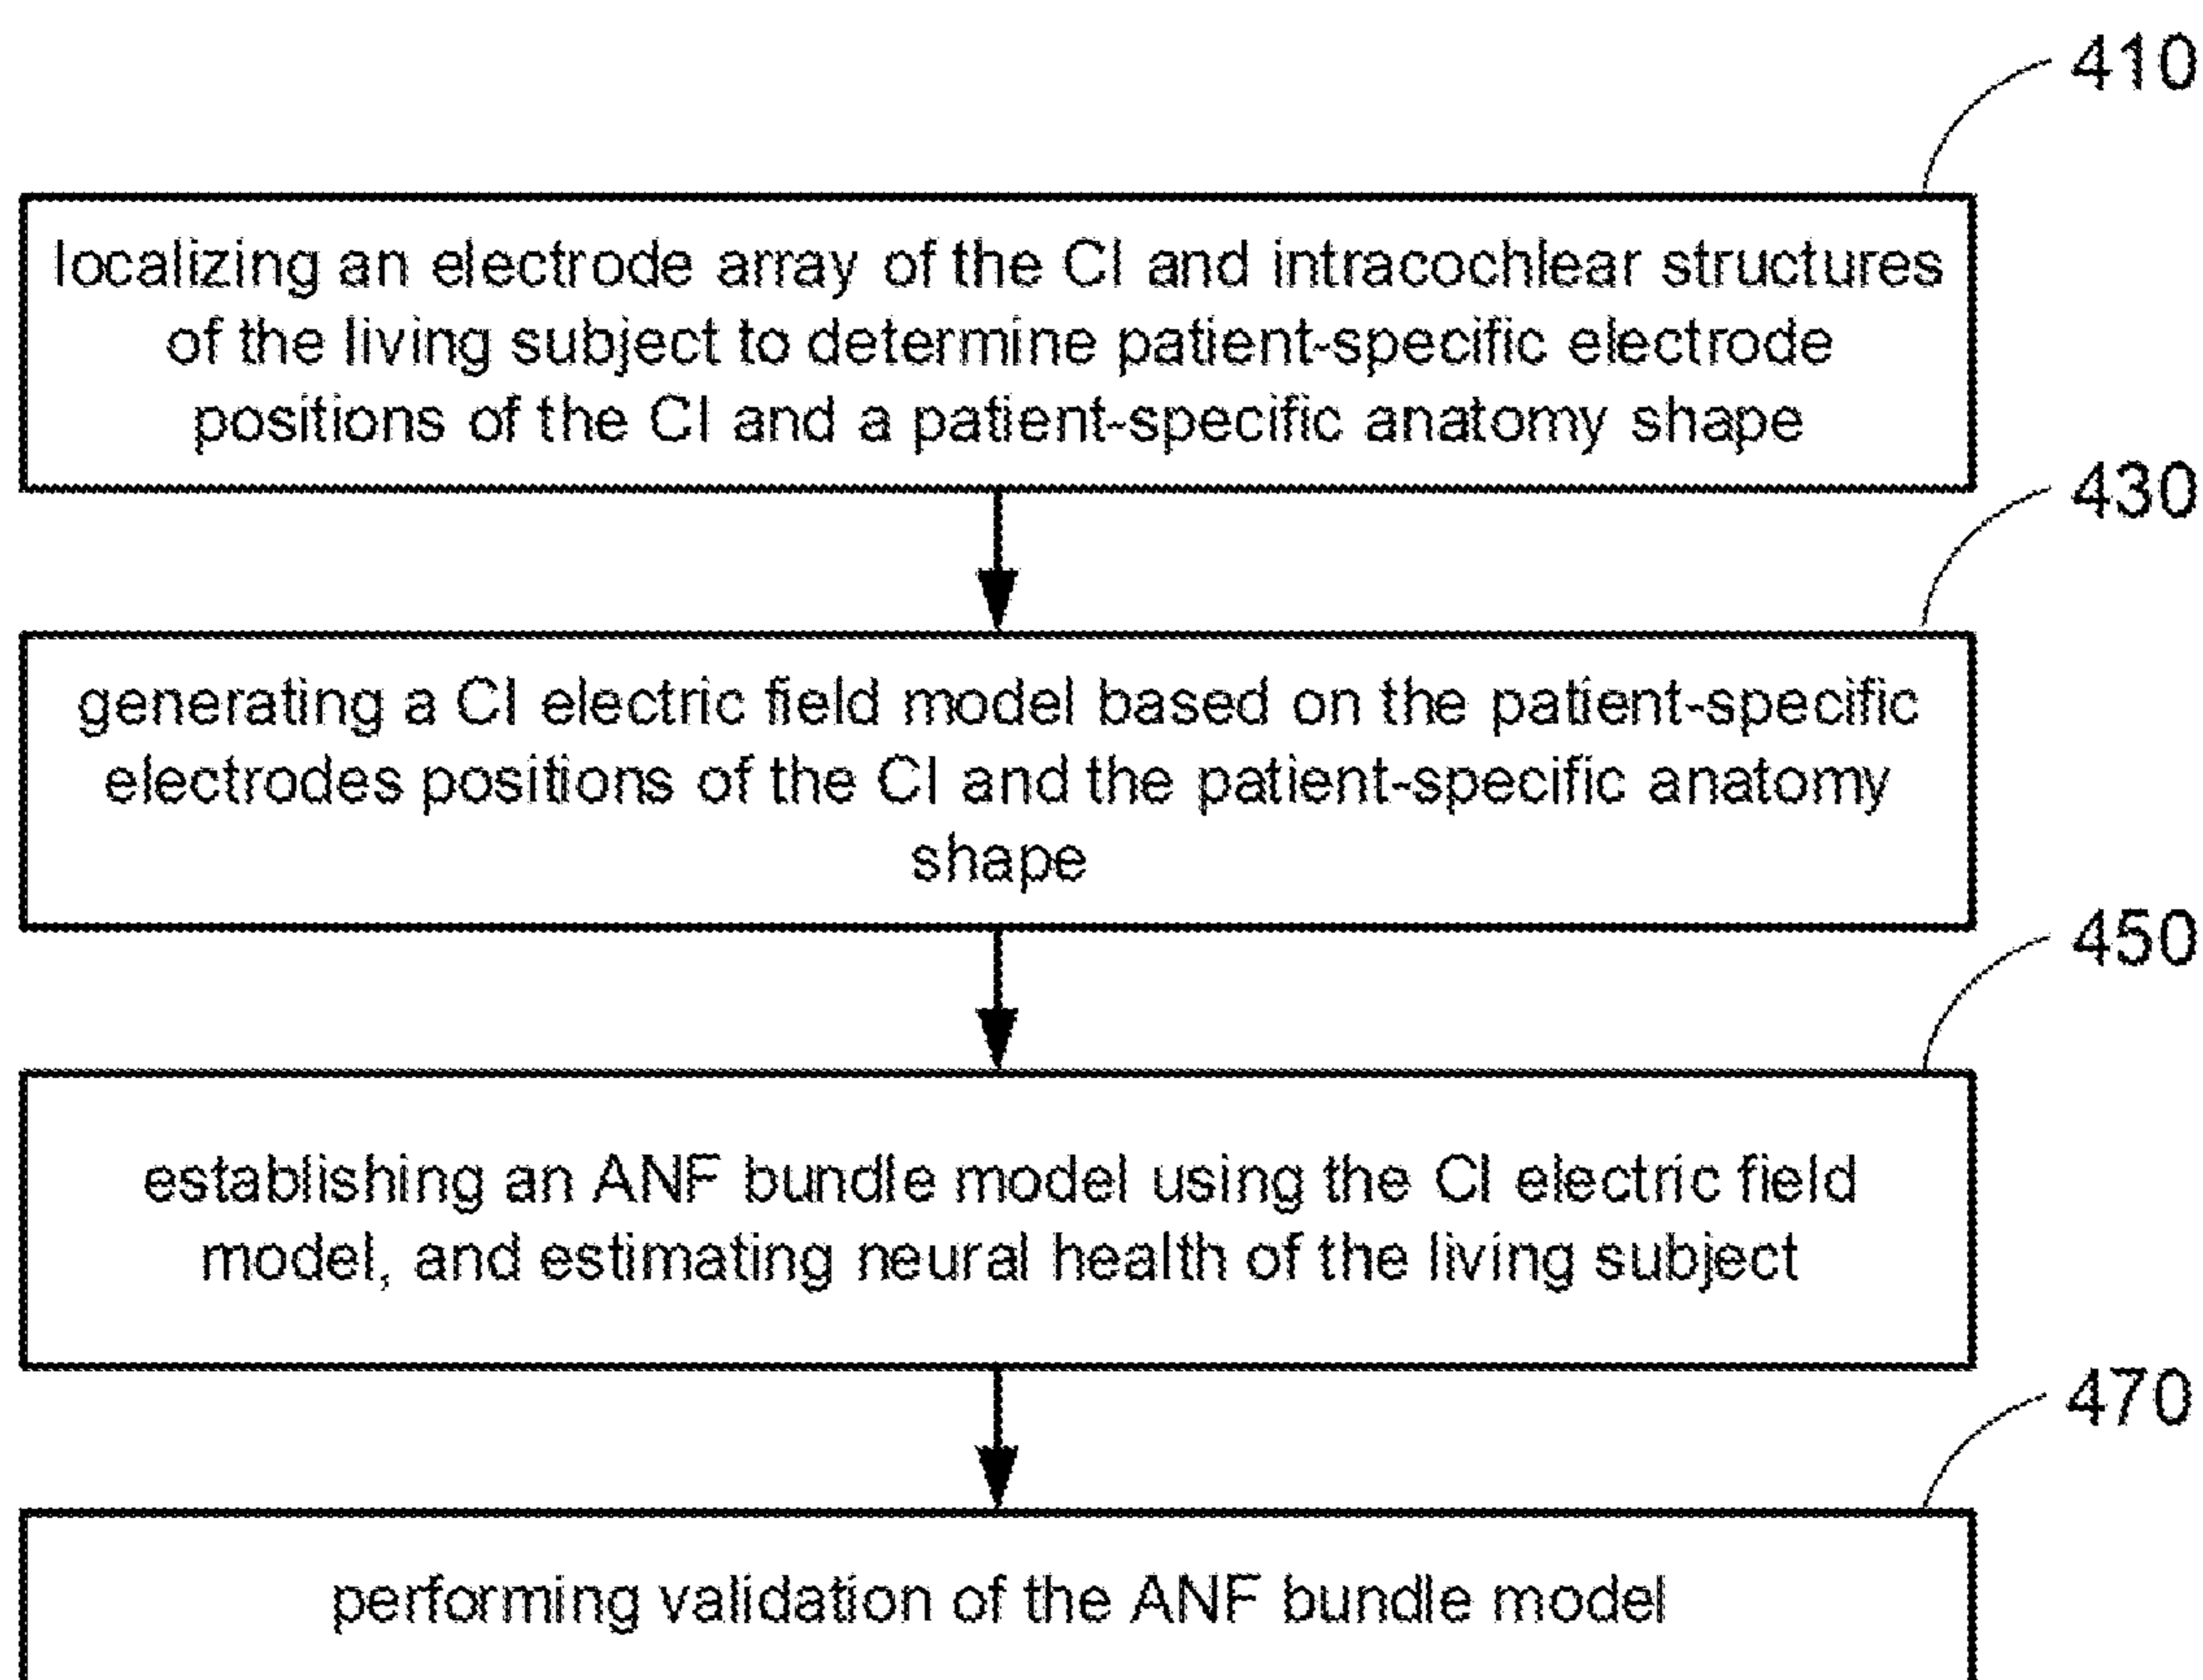 410
localizing an electrode array of the CI and intracochlear structures
of the living subject to determine patient-specific electrode
positions of the CI and a patient-specific anatomy shape
430
generating a CI electric field model based on the patient-specific
electrodes positions of the CI and the patient-specific anatomy
shape
450
establishing an ANF bundle model using the CI electric field
model, and estimating neural health of the living subject
470
performing validation of the ANF bundle model